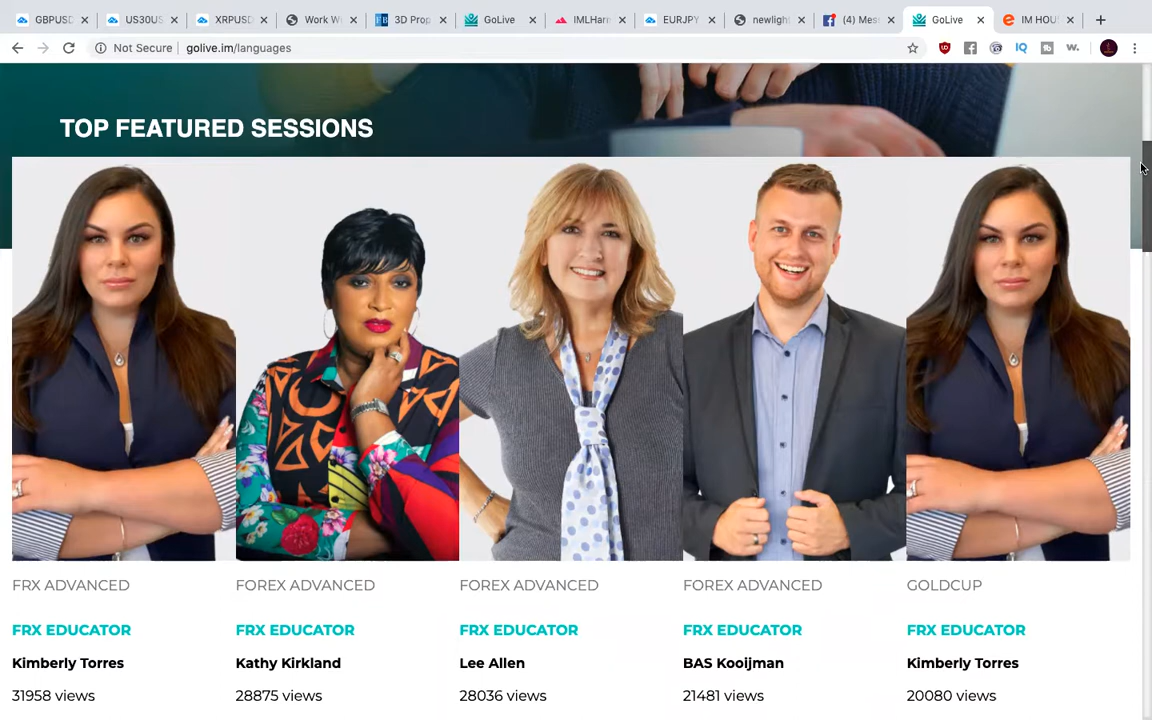 GBPUSD
US30US
XRPUSD
Work W
3D Prop
GoLive
IMLHarm
EURJPY
newligh
(4) Mes
GoLive
IM HOU
Not Secure
golive.im/languages
IQ
w.
TOP FEATURED SESSIONS
FRX ADVANCED
FOREX ADVANCED
FOREX ADVANCED
FOREX ADVANCED
GOLDCUP
FRX EDUCATOR
FRX EDUCATOR
FRX EDUCATOR
FRX EDUCATOR
FRX EDUCATOR
Kimberly Torres
Kathy Kirkland
Lee Allen
BAS Kooijman
Kimberly Torres
31958 views
28875 views
28036 views
21481 views
20080 views